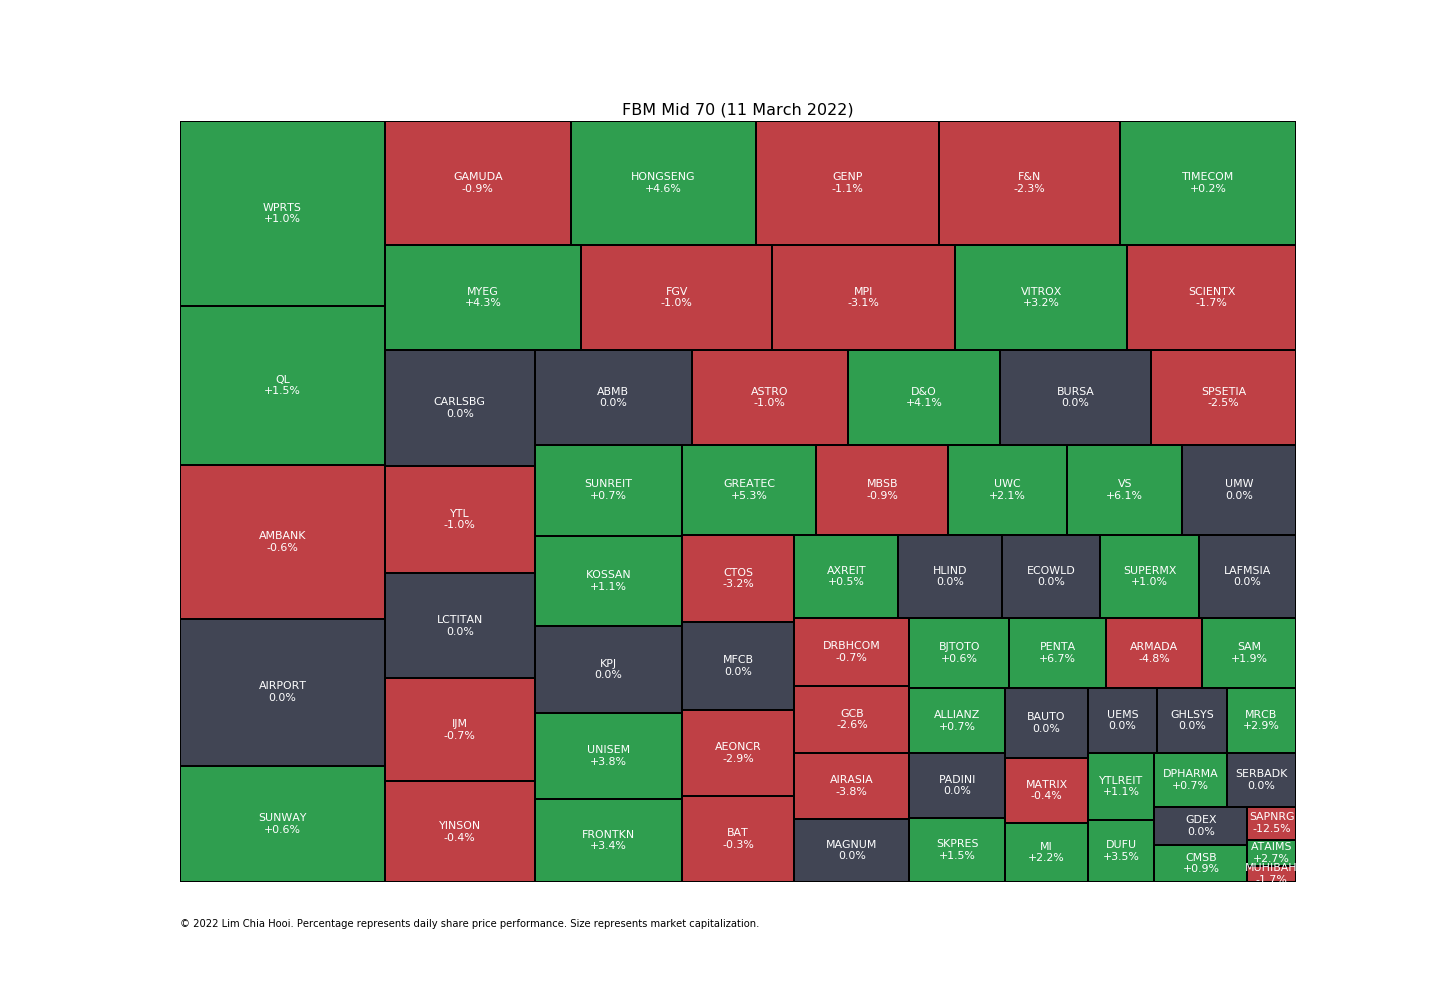 FBM Mid 70 (11 March 2022)
WPRTS
+1.0%
QL
+1.5%
AMBANK
-0.6%
AIRPORT
0.0%
SUNWAY
+0.6%
GAMUDA
-0.9%
HONGSENG
+4.6%
GENP
-1.1%
F&N
-2.3%
TIMECOM
+0.2%
MYEG
+4.3%
FGV
-1.0%
MPI
-3.1%
VITROX
+3.2%
SCIENTX
-1.7%
CARLSBG
0.0%
YTL
-1.0%
LCTITAN
0.0%
IJM
-0.7%
YINSON
-0.4%
ABMB
0.0%
ASTRO
-1.0%
D&O
+4.1%
BURSA
0.0%
SPSETIA
-2.5%
SUNREIT
+0.7%
KOSSAN
+1.1%
KPJ
0.0%
UNISEM
+3.8%
FRONTKN
+3.4%
GREATEC
+5.3%
MBSB
-0.9%
UWC
+2.1%
VS
+6.1%
UMW
0.0%
CTOS
-3.2%
MFCB
0.0%
AEONCR
-2.9%
BAT
-0.3%
AXREIT
+0.5%
HLIND
0.0%
ECOWLD
0.0%
SUPERMX
+1.0%
LAFMSIA
0.0%
DRBHCOM
-0.7%
GCB
-2.6%
AIRASIA
-3.8%
MAGNUM
0.0%
BJTOTO
+0.6%
PENTA
+6.7%
ARMADA
-4.8%
SAM
+1.9%
ALLIANZ
+0.7%
PADINI
0.0%
SKPRES
+1.5%
BAUTO
0.0%
MATRIX
-0.4%
MI
+2.2%
UEMS
0.0%
GHLSYS
0.0%
MRCB
+2.9%
YTLREIT
+1.1%
DUFU
+3.5%
DPHARMA
+0.7%
SERBADK
0.0%
GDEX
0.0%
CMSB
+0.9%
SAPNRG
-12.5%
ATAIMS
+2.7%
MUHIBAH
-1.7%
© 2022 Lim Chia Hooi. Percentage represents daily share price performance. Size represents market capitalization.